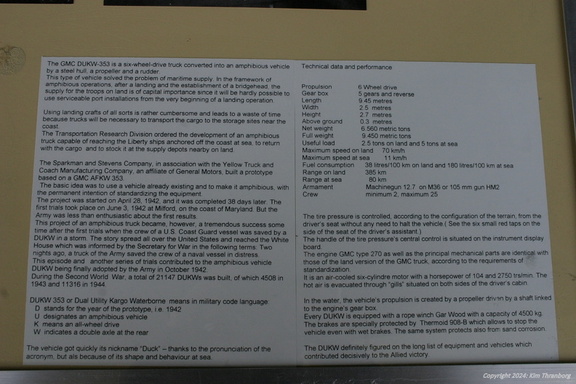 The GMC DUKW-353 is a six-wheel-drive truck converted into an amphibious vehicle
by a steel hull, a propeller and a rudder.
This type of vehicle solved the problem of maritime supply. In the framework of
amphibious operations, after a landing and the establishment of a bridgehead, the
supply for the troops on land is of capital importance since it will be hardly possible to
use serviceable port installations from the very beginning of a landing operation.
Using landing crafts of all sorts is rather cumbersome and leads to a waste of time
because trucks will be necessary to transport the cargo to the storage sites near the
coast.
The Transportation Research Division ordered the development of an amphibious
truck capable of reaching the Liberty ships anchored off the coast at sea, to return
with the cargo and to stock it at the supply depots nearby on land.
The Sparkman and Stevens Company, in association with the Yellow Truck and
Coach Manufacturing Company, an affiliate of General Motors, built a prototype
based on a GMC AFKW 353.
The basic idea was to use a vehicle already existing and to make it amphibious, with
the permanent intention of standardizing the equipment.
The project was started on April 28, 1942, and it was completed 38 days later. The
first trials took place on June 3, 1942 at Milford, on the coast of Maryland. But the
Army was less than enthusiastic about the first results.
This project of an amphibious truck became, however, a tremendous success some
time after the first trials when the crew of a U.S. Coast Guard vessel was saved by a
DUKW in a storm. The story spread all over the United States and reached the White
House which was informed by the Secretary for War in the following terms: Two
nights ago, a truck of the Army saved the crew of a naval vessel in distress.
This episode and another series of trials contributed to the amphibious vehicle
DUKW being finally adopted by the Army in October 1942.
During the Second World War, a total of 21147 DUKWs was built, of which 4508 in
1943 and 11316 in 1944.
DUKW 353 or Dual Utility Kargo Waterborne means in military code language:
D stands for the year of the prototype, i.e. 1942
U designates an amphibious vehicle
K means an all-wheel drive
W indicates a double axle at the rear
The vehicle got quickly its nickname "Duck" – thanks to the pronunciation of the
acronym, but als because of its shape and behaviour at sea.
Technical data and performance
Propulsion 6 Wheel drive
Gear box 5 gears and reverse
Length 9.45 metres
Width 2.5 metres
Height 2.7 metres
Above ground 0.3 metres
Net weight 6.560 metric tons
Full weight 9.450 metric tons
Useful load 2.5 tons on land and 5 tons at sea
Maximum speed on land 70 km/h
Maximum speed at sea 11 km/h
Fuel consumption 38 litres/100 km on land and 180 litres/100 km at sea
Range on land 385 km
Range at sea 80 km
Armament Machinegun 12.7 on M36 or 105 mm gun HM2
Crew minimum 2, maximum 25
The tire pressure is controlled, according to the configuration of the terrain, from the
driver's seat without any need to halt the vehicle.( See the six small red taps on the
side of the seat of the driver's assistant.)
The handle of the tire pressure's central control is situated on the instrument display
board.
The engine GMC type 270 as well as the principal mechanical parts are identical with
those of the land version of the GMC truck, according to the requirements of
standardization.
It is an air-cooled six-cylindre motor with a horsepower of 104 and 2750 trs/min. The
hot air is evacuated through "gills" situated on both sides of the driver's cabin.
In the water, the vehicle's propulsion is created by a propeller driven by a shaft linked
to the engine's gear box.
Every DUKW is equipped with a rope winch Gar Wood with a capacity of 4500 kg.
The brakes are specially protected by Thermoid 908-B which allows to stop the
vehicle even with wet brakes. The same system protects also from sand corrosion.
The DUKW definitely figured on the long list of equipment and vehicles which
contributed decisively to the Allied victory.
Copyright 2024: Kim Thranborg